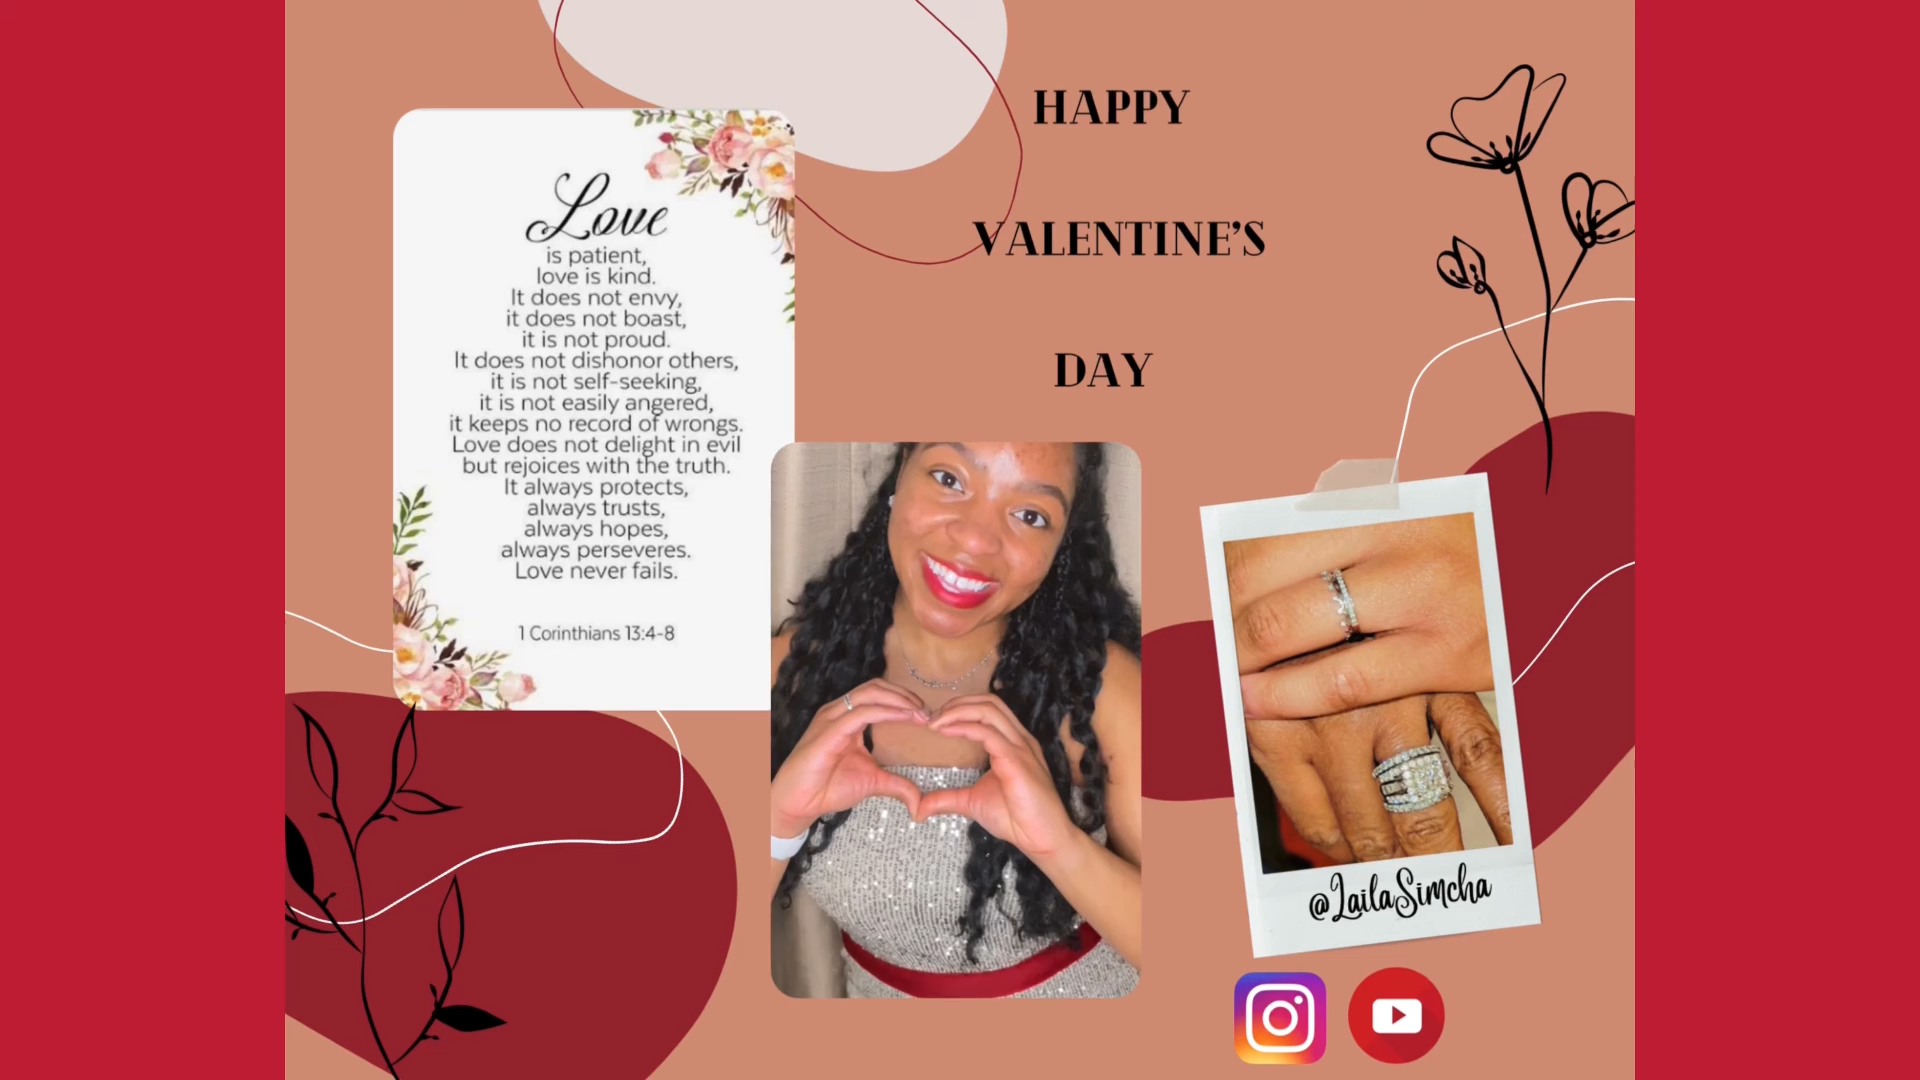 Love
is patient,
love is kind.
It does not envy,
it does not boast,
it is not proud.
It does not dishonor others,
it is not self-seeking,
it is not easily angered,
it keeps no record of wrongs.
Love does not delight in evil
but rejoices with the truth.
It always protects,
always trusts,
always hopes,
always perseveres.
Love never fails.
1 Corinthians 13:4-8
HAPPY
VALENTINE’S
DAY
@LailaSimcha